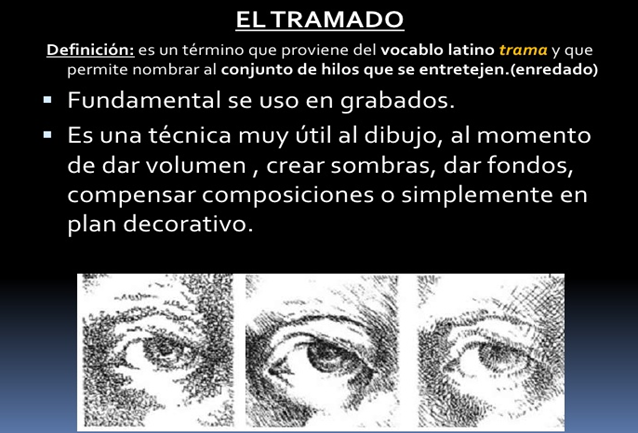 EL TRAMADO
Definición: es un término que proviene del vocablo latino trama y que
permite nombrar al conjunto de hilos que se entretejen.(enredado)
▪ Fundamental se uso en grabados.
▪ Es una técnica muy útil al dibujo, al momento
de dar volumen , crear sombras, dar fondos,
compensar composiciones o simplemente en
plan decorativo.